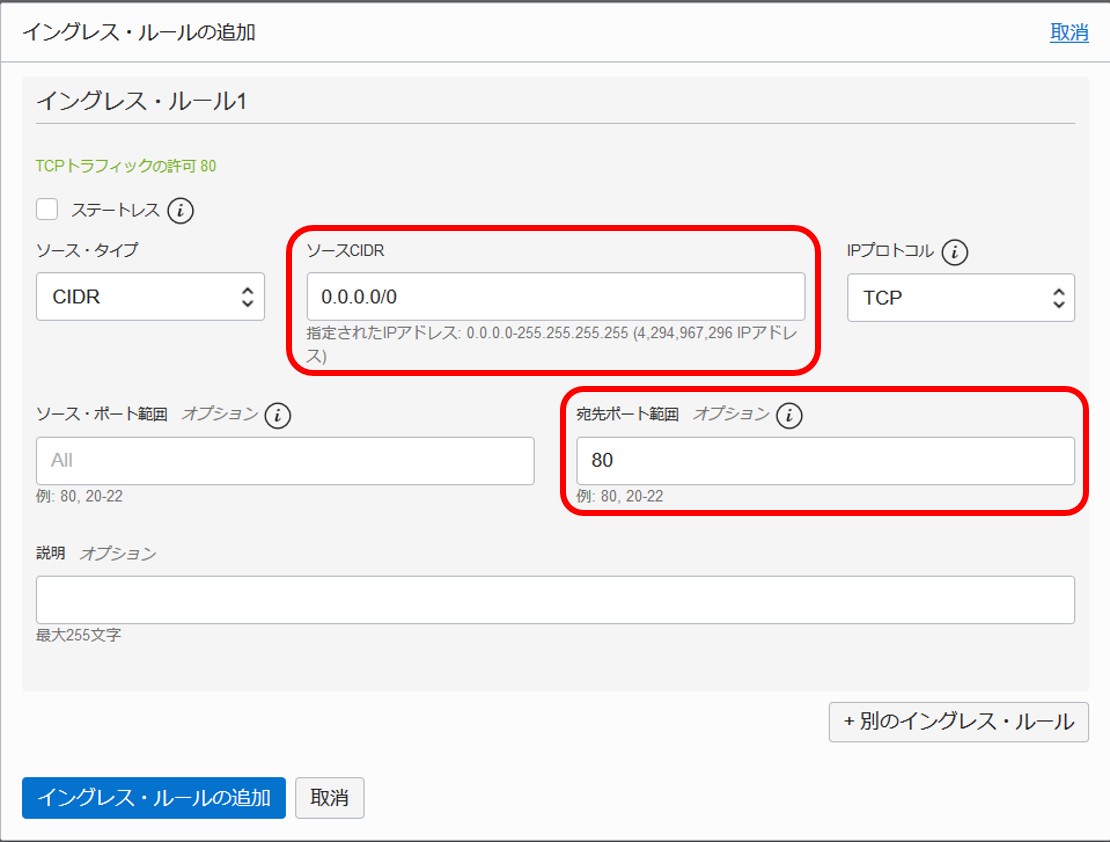 イングレス・ルールの追加 取消
イングレス・ルール1
TCPトラフィックの許可 80
ステートレス i
ソース・タイプ ソースCIDR IPプロトコル i
CIDR 0.0.0.0/0 TCP
指定されたIPアドレス: 0.0.0.0-255.255.255.255 (4,294,967,296 IPアドレ
ス)
ソース・ポート範囲 オプション i 宛先ポート範囲 オプション i
All 80
例: 80, 20-22 例: 80, 20-22
説明 オプション
最大255文字
+ 別のイングレス・ルール
イングレス・ルールの追加 取消